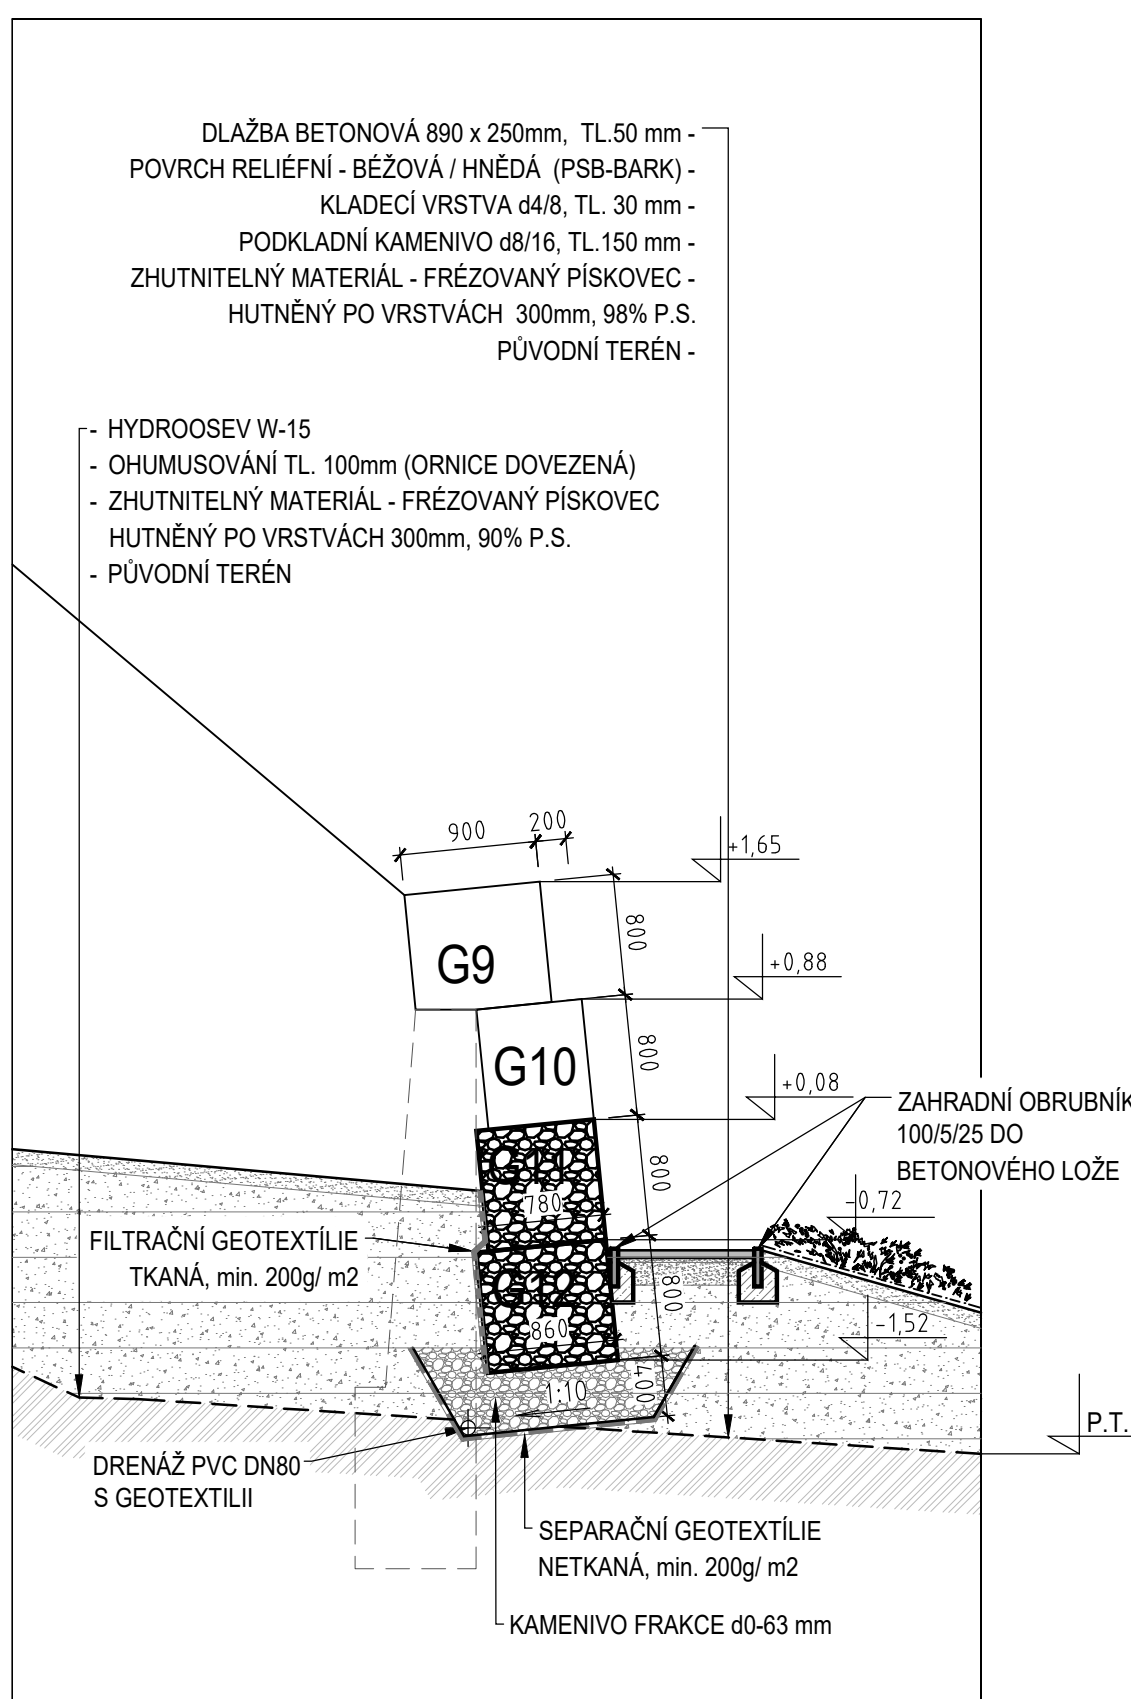 DLAŽBA BETONOVÁ 890 x 250mm, TL.50 mm -
POVRCH RELIÉFNÍ - BÉŽOVÁ / HNĚDÁ (PSB-BARK) -
KLADECÍ VRSTVA d4/8, TL. 30 mm -
PODKLADNÍ KAMENIVO d8/16, TL.150 mm -
ZHUTNITELNÝ MATERIÁL - FRÉZOVANÝ PÍSKOVEC -
HUTNĚNÝ PO VRSTVÁCH 300mm, 98% P.S.
PŮVODNÍ TERÉN -
- HYDROOSEV W-15
- OHUMUSOVÁNÍ TL. 100mm (ORNICE DOVEZENÁ)
- ZHUTNITELNÝ MATERIÁL - FRÉZOVANÝ PÍSKOVEC
HUTNĚNÝ PO VRSTVÁCH 300mm, 90% P.S.
- PŮVODNÍ TERÉN
900
200
+1,65
800
G9
+0,88
800
G10
+0,08
ZAHRADNÍ OBRUBNÍK
100/5/25 DO
BETONOVÉHO LOŽE
G11
800
780
-0,72
FILTRAČNÍ GEOTEXTÍLIE
TKANÁ, min. 200g/ m2
G12
800
860
-1,52
1:10
400
P.T.
DRENÁŽ PVC DN80
S GEOTEXTILII
SEPARAČNÍ GEOTEXTÍLIE
NETKANÁ, min. 200g/ m2
KAMENIVO FRAKCE d0-63 mm